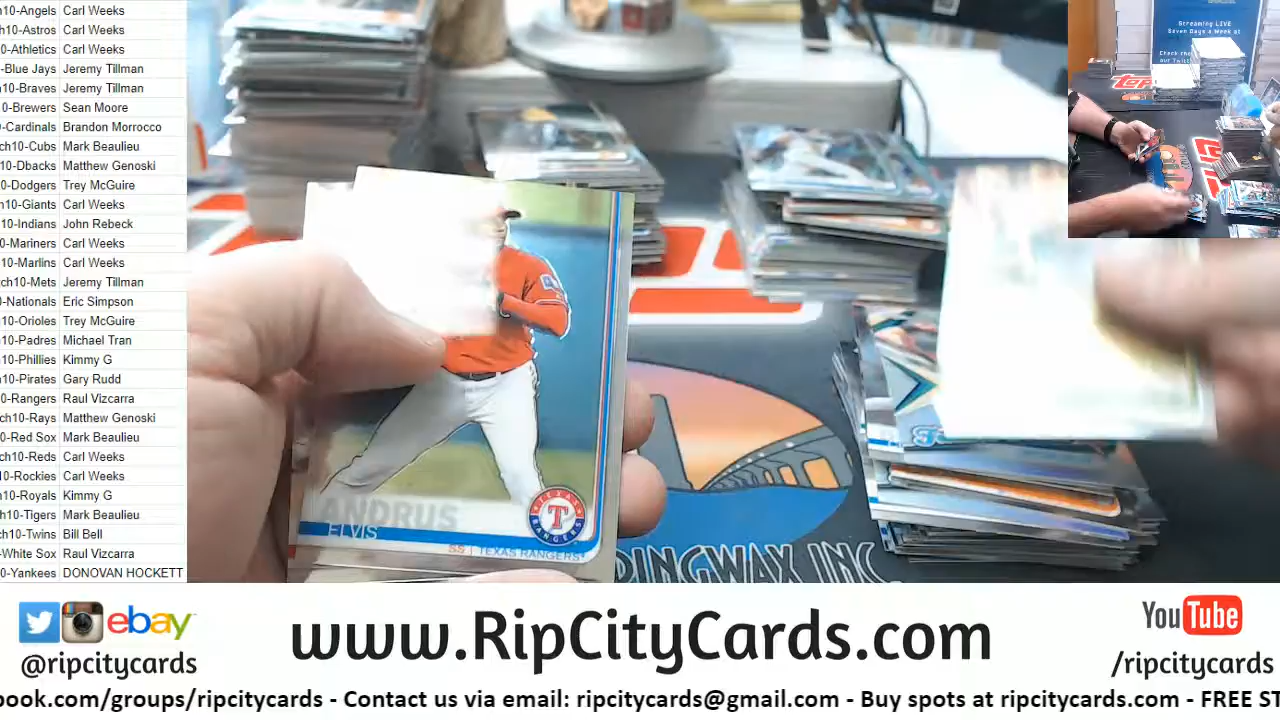 h10-Angels Carl Weeks
h10-Astros Carl Weeks
0-Athletics Carl Weeks
-Blue Jays Jeremy Tillman
0-Braves Jeremy Tillman
0-Brewers Sean Moore
0-Cardinals Brandon Morrocco
ch10-Cubs Mark Beaulieu
10-Dbacks Matthew Genoski
0-Dodgers Trey McGuire
h10-Giants Carl Weeks
10-Indians John Rebeck
0-Mariners Carl Weeks
10-Marlins Carl Weeks
tch10-Mets Jeremy Tillman
0-Nationals Eric Simpson
10-Orioles Trey McGuire
10-Padres Michael Tran
10-Phillies Kimmy G
h10-Pirates Gary Rudd
0-Rangers Raul Vizcarra
ch10-Rays Matthew Genoski
0-Red Sox Mark Beaulieu
ch10-Reds Carl Weeks
0-Rockies Carl Weeks
10-Royals Kimmy G
h10-Tigers Mark Beaulieu
ch10-Twins Bill Bell
-White Sox Raul Vizcarra
0-Yankees DONOVAN HOCKETT
Streaming LIVE
Seven Days a Week at
Topps
ANDRUS
ELVIS
SS | TEXAS RANGERS
TEXAS
T
RANGERS
DINGWAX INC.
ebay
@ripcitycards
www.RipCityCards.com
YouTube
/ripcitycards
book.com/groups/ripcitycards - Contact us via email: ripcitycards@gmail.com - Buy spots at ripcitycards.com - FREE ST